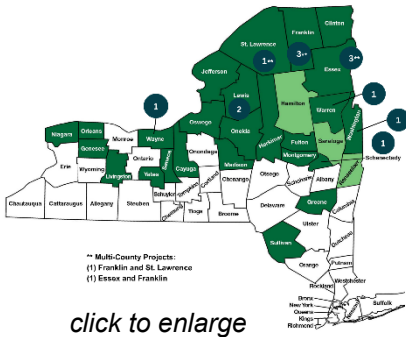 Clinton
Franklin
St. Lawrence
1**
3**
3**
Essex
Jefferson
Lewis
Hamilton
1
Warren
1
2
Washington
1
Oswego
Oneida
Herkimer
Saratoga
1
Niagara
Orleans
Wayne
Fulton
Monroe
Genesee
Onondaga
Madison
Montgomery
Schenectady
Ontario
Cayuga
Erie
Wyoming
Livingston
Yates
Otsego
Albany
Cortland
Chenango
Schoharie
Tompkins
Schuyler
Greene
Columbia
Chautauqua
Cattaraugus
Allegany
Steuben
Tioga
Broome
Delaware
Ulster
Dutchess
Sullivan
Orange
Putnam
Rockland
Westchester
Bronx
New York
Queens
Kings
Richmond
Suffolk
** Multi-County Projects:
(1) Franklin and St. Lawrence
(1) Essex and Franklin
click to enlarge